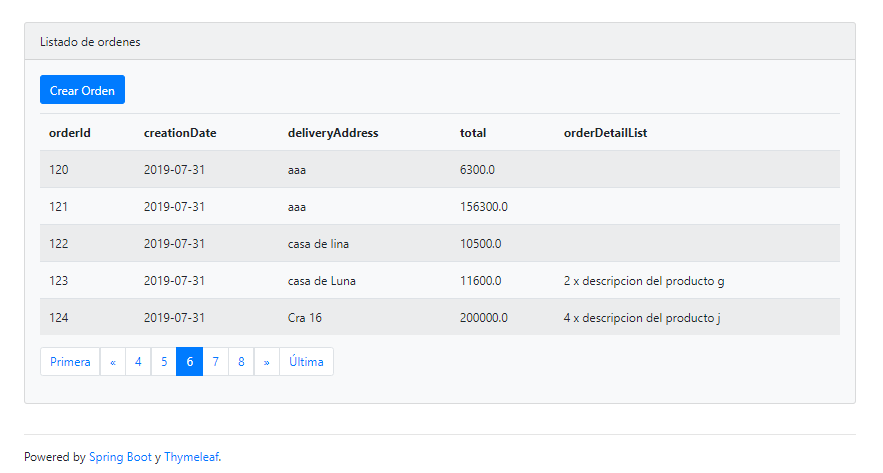 Listado de ordenes
Crear Orden
orderId creationDate deliveryAddress total orderDetailList
120 2019-07-31 aaa 6300.0
121 2019-07-31 aaa 156300.0
122 2019-07-31 casa de lina 10500.0
123 2019-07-31 casa de Luna 11600.0 2 x descripcion del producto g
124 2019-07-31 Cra 16 200000.0 4 x descripcion del producto j
Primera « 4 5 6 7 8 » Última
Powered by Spring Boot y Thymeleaf.